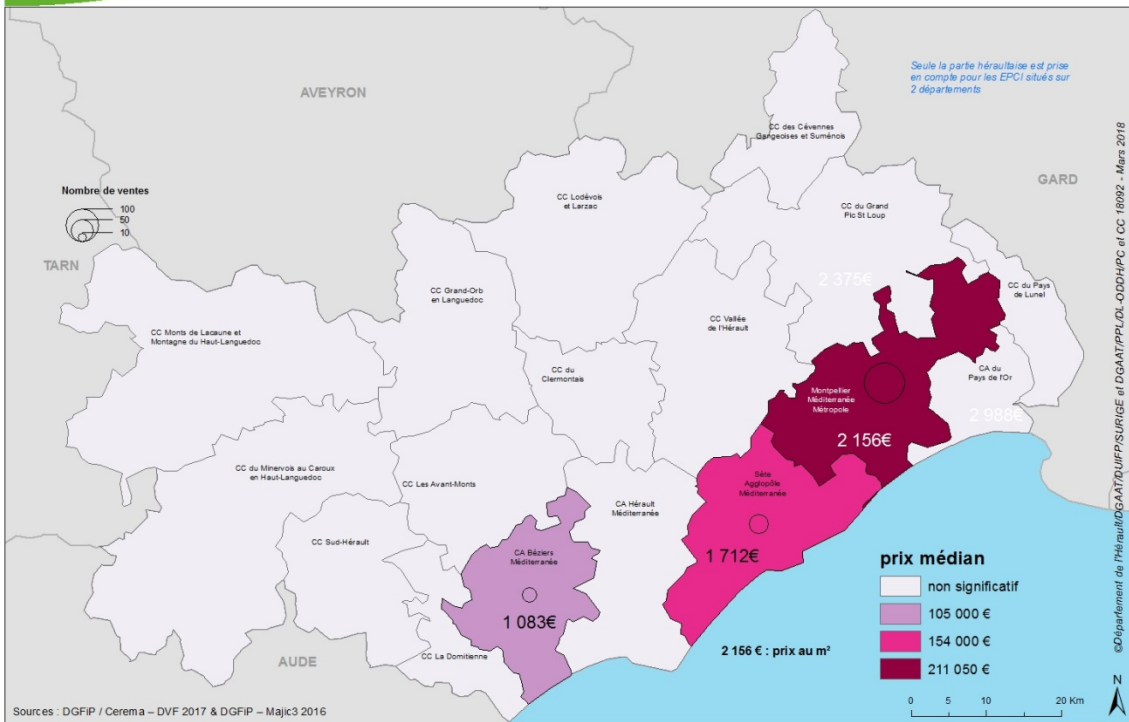 AVEYRON
Seule la partie héraultaise est prise
en compte pour les EPCI situés sur
2 départements
CC des Cévennes
Gangeoises et Suménois
GARD
Nombre de ventes
100
50
10
CC Lodévois
et Larzac
CC du Grand
Pic St Loup
TARN
2 375€
CC Grand-Orb
en Languedoc
CC du Pays
de Lunel
CC Monts de Lacaune et
Montagne du Haut-Languedoc
CC Vallée
de l'Hérault
CC du
Clermontais
CA du
Pays de l'Or
2 988€
Montpellier
Méditerranée
Métropole
2 156€
CC du Minervois au Caroux
en Haut-Languedoc
CC Les Avant-Monts
Sète
Agglopôle
Méditerranée
1 712€
CA Hérault
Méditerranée
CC Sud-Hérault
CA Béziers
Méditerranée
1 083€
CC La Domitienne
AUDE
2 156 € : prix au m²
prix médian
non significatif
105 000 €
154 000 €
211 050 €
0 5 10 20 Km
N
Sources : DGFiP / Cerema – DVF 2017 & DGFiP – Majic3 2016
©Département de l'Hérault/DGAAT/DUIFP/SURIGE et DGAAT/PPL/DL-ODDH/PC et CC 18092 - Mars 2018